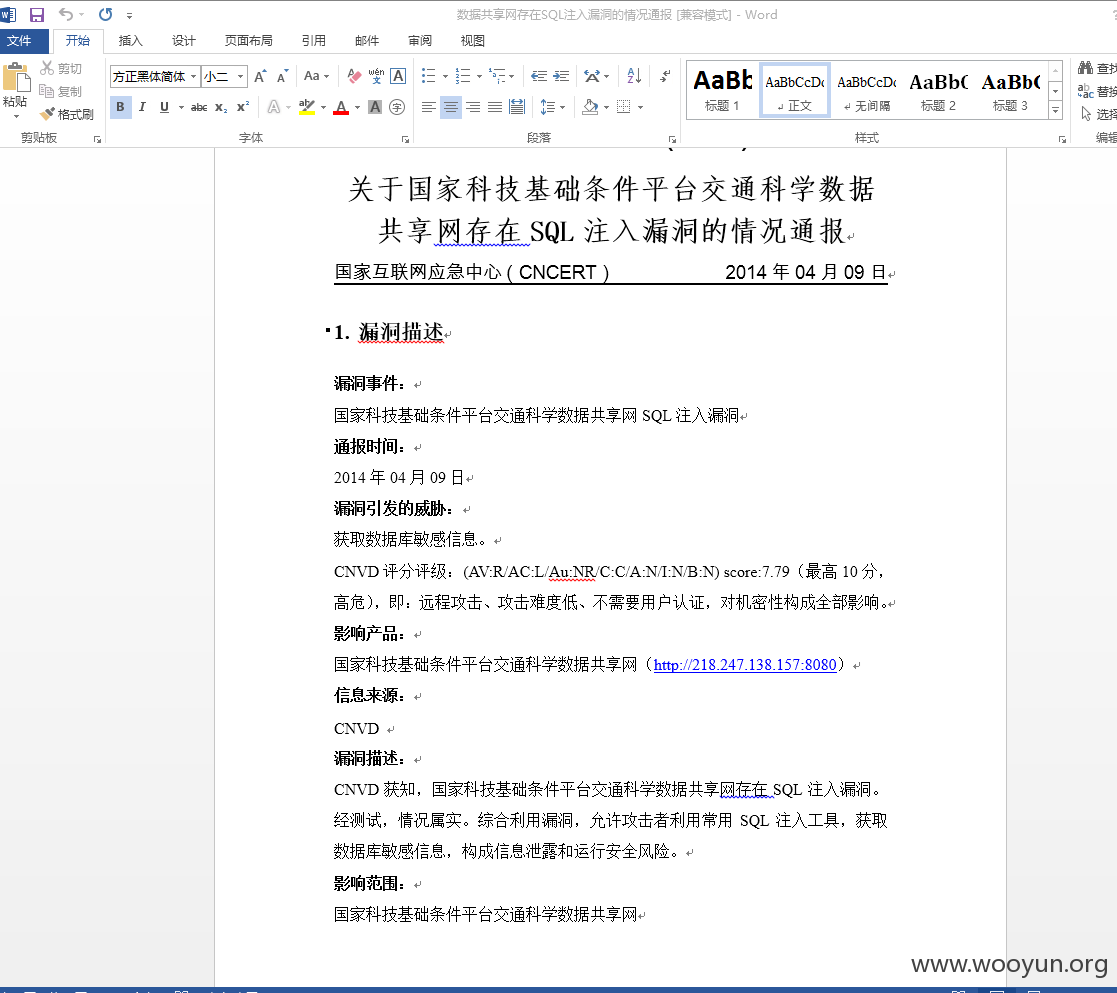 数据共享网存在SQL注入漏洞的情况通报 [兼容模式] - Word
文件 开始 插入 设计 页面布局 引用 邮件 审阅 视图
粘贴 剪切 复制 格式刷
剪贴板
方正黑体简体 小二
字体
段落
AaBb AaBbCcDc AaBbCcDc AaBbC AaBbC
标题 1 正文 无间隔 标题 2 标题 3
样式
查找
替换
选择
编辑
关于国家科技基础条件平台交通科学数据
共享网存在 SQL 注入漏洞的情况通报
国家互联网应急中心（CNCERT） 2014 年 04 月 09 日
1. 漏洞描述
漏洞事件：
国家科技基础条件平台交通科学数据共享网 SQL 注入漏洞
通报时间：
2014 年 04 月 09 日
漏洞引发的威胁：
获取数据库敏感信息。
CNVD 评分评级：(AV:R/AC:L/Au:NR/C:C/A:N/I:N/B:N) score:7.79（最高 10 分，
高危），即：远程攻击、攻击难度低、不需要用户认证，对机密性构成全部影响。
影响产品：
国家科技基础条件平台交通科学数据共享网（http://218.247.138.157:8080）
信息来源：
CNVD
漏洞描述：
CNVD 获知，国家科技基础条件平台交通科学数据共享网存在 SQL 注入漏洞。
经测试，情况属实。综合利用漏洞，允许攻击者利用常用 SQL 注入工具，获取
数据库敏感信息，构成信息泄露和运行安全风险。
影响范围：
国家科技基础条件平台交通科学数据共享网
www.wooyun.org